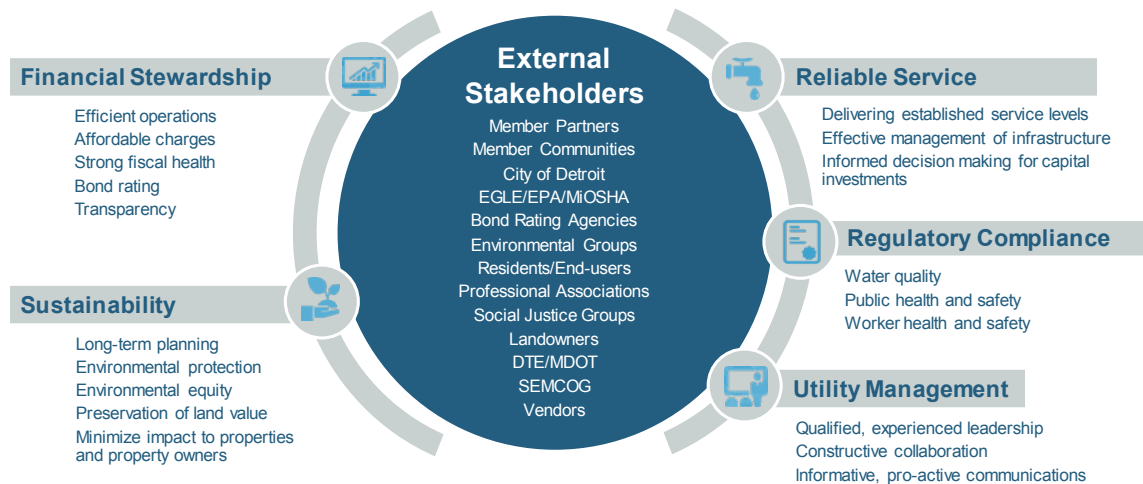 External
Stakeholders
Member Partners
Member Communities
City of Detroit
EGLE/EPA/MiOSHA
Bond Rating Agencies
Environmental Groups
Residents/End-users
Professional Associations
Social Justice Groups
Landowners
DTE/MDOT
SEMCOG
Vendors
Financial Stewardship
Efficient operations
Affordable charges
Strong fiscal health
Bond rating
Transparency
Sustainability
Long-term planning
Environmental protection
Environmental equity
Preservation of land value
Minimize impact to properties
and property owners
Reliable Service
Delivering established service levels
Effective management of infrastructure
Informed decision making for capital
investments
Regulatory Compliance
Water quality
Public health and safety
Worker health and safety
Utility Management
Qualified, experienced leadership
Constructive collaboration
Informative, pro-active communications